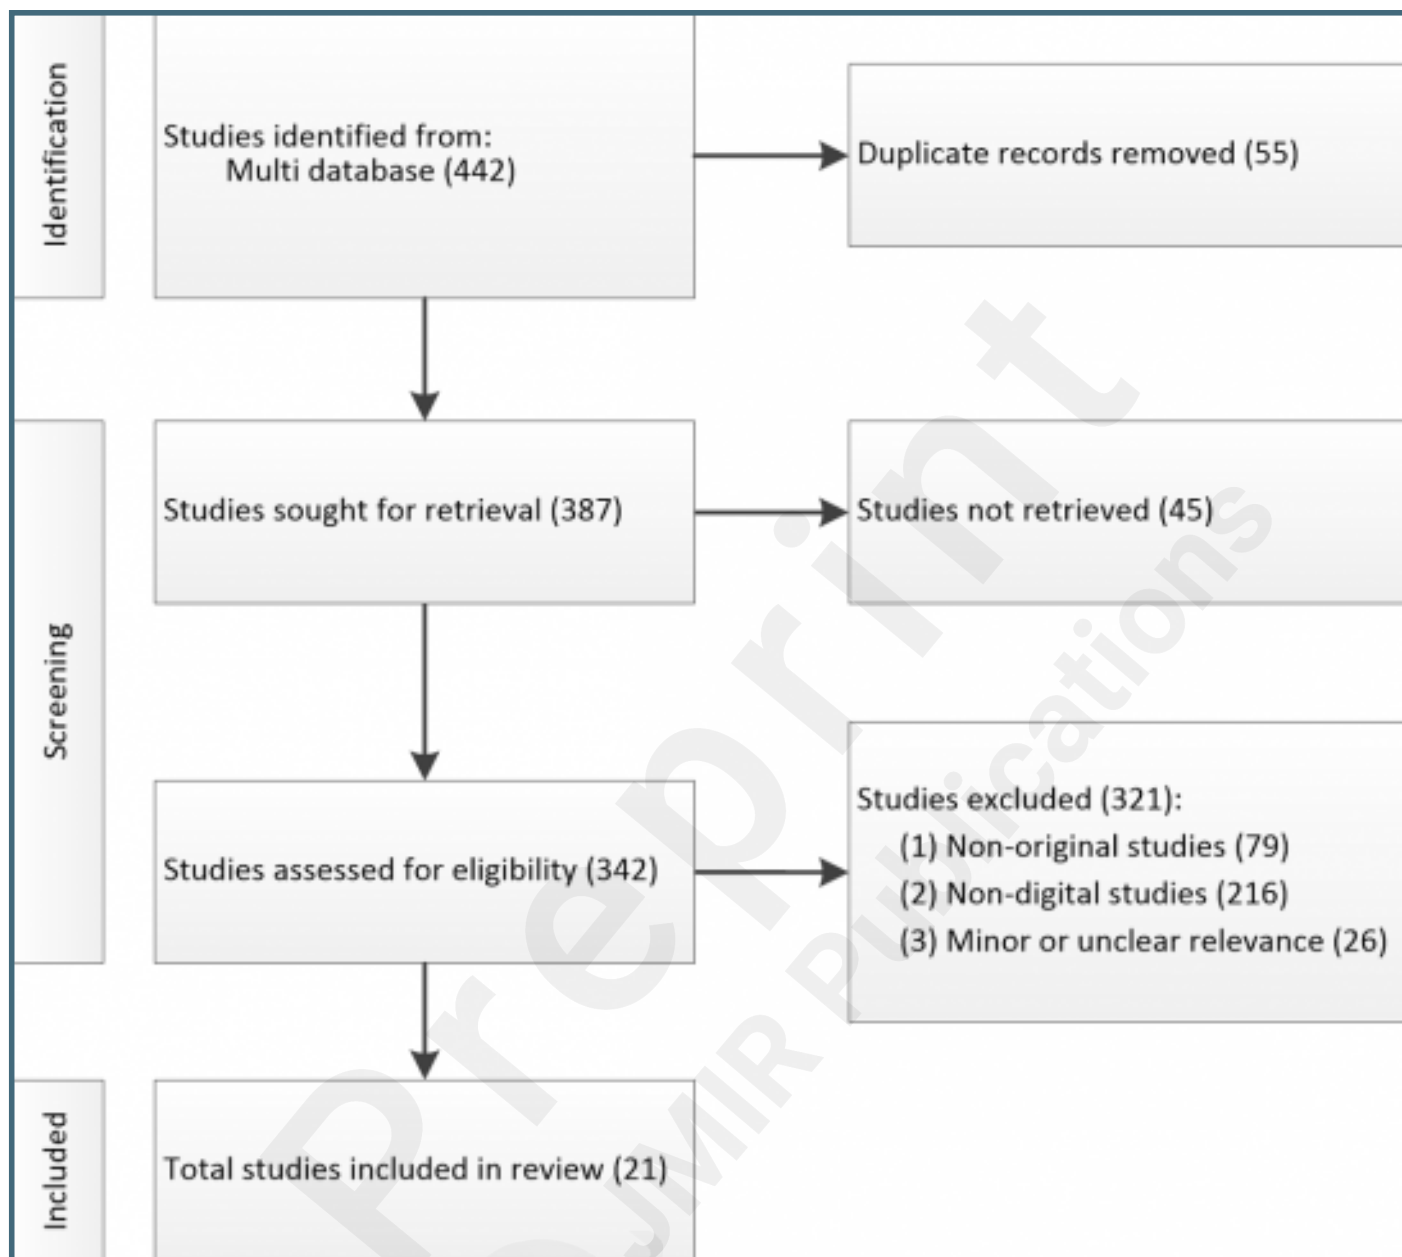 Identification
Studies identified from:
Multi database (442)
Duplicate records removed (55)
Screening
Studies sought for retrieval (387)
Studies not retrieved (45)
Studies assessed for eligibility (342)
Studies excluded (321):
(1) Non-original studies (79)
(2) Non-digital studies (216)
(3) Minor or unclear relevance (26)
Included
Total studies included in review (21)
Preprint
JMIR Publications